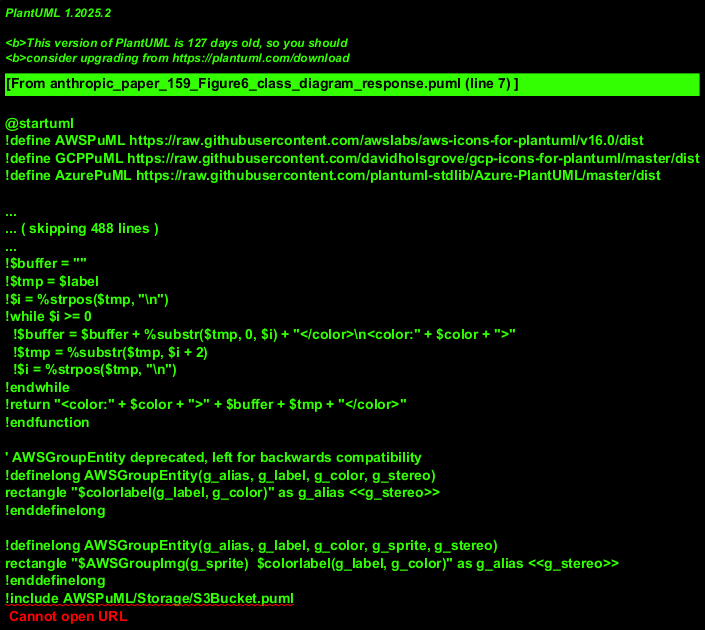 PlantUML 1.2025.2
<b>This version of PlantUML is 127 days old, so you should
<b>consider upgrading from https://plantuml.com/download
[From anthropic_paper_159_Figure6_class_diagram_response.puml (line 7) ]
@startuml
!define AWSPuML https://raw.githubusercontent.com/awslabs/aws-icons-for-plantuml/v16.0/dist
!define GCPPuML https://raw.githubusercontent.com/davidholsgrove/gcp-icons-for-plantuml/master/dist
!define AzurePuML https://raw.githubusercontent.com/plantuml-stdlib/Azure-PlantUML/master/dist
...
... ( skipping 488 lines )
...
!$buffer = ""
!$tmp = $label
!$i = %strpos($tmp, "\n")
!while $i >= 0
  !$buffer = $buffer + %substr($tmp, 0, $i) + "</color>\n<color:" + $color + ">"
  !$tmp = %substr($tmp, $i + 2)
  !$i = %strpos($tmp, "\n")
!endwhile
!return "<color:" + $color + ">" + $buffer + $tmp + "</color>"
!endfunction
' AWSGroupEntity deprecated, left for backwards compatibility
!definelong AWSGroupEntity(g_alias, g_label, g_color, g_stereo)
rectangle "$colorlabel(g_label, g_color)" as g_alias <<g_stereo>>
!enddefinelong
!definelong AWSGroupEntity(g_alias, g_label, g_color, g_sprite, g_stereo)
rectangle "$AWSGroupImg(g_sprite)  $colorlabel(g_label, g_color)" as g_alias <<g_stereo>>
!enddefinelong
!include AWSPuML/Storage/S3Bucket.puml
Cannot open URL